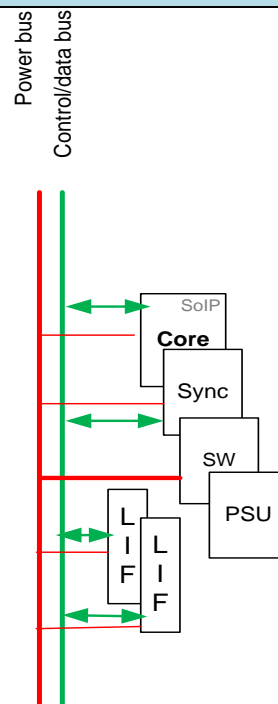 Power bus
Control/data bus
SoIP
Core
Sync
SW
PSU
L
I
F
L
I
F